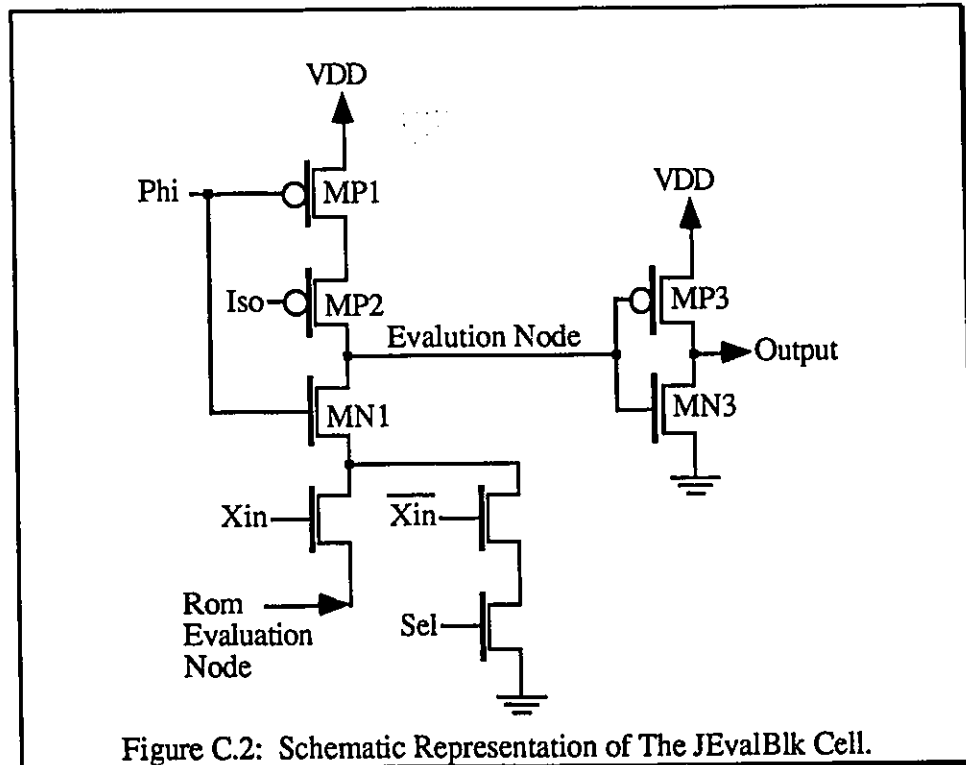 VDD
Phi
MP1
VDD
Iso
MP2
MP3
Evalution Node
Output
MN1
MN3
Xin
X̅i̅n̅
Rom
Evaluation
Node
Sel
Figure C.2: Schematic Representation of The JEvalBlk Cell.